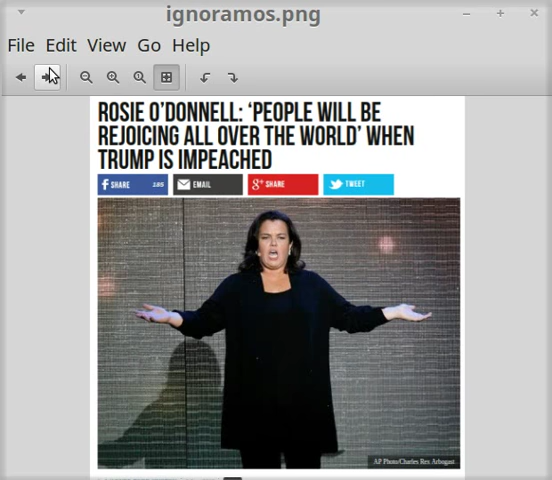 ignoramos.png
File Edit View Go Help
ROSIE O'DONNELL: ‘PEOPLE WILL BE
REJOICING ALL OVER THE WORLD’ WHEN
TRUMP IS IMPEACHED
f SHARE 185 EMAIL g+ SHARE TWEET
AP Photo/Charles Rex Arbogast